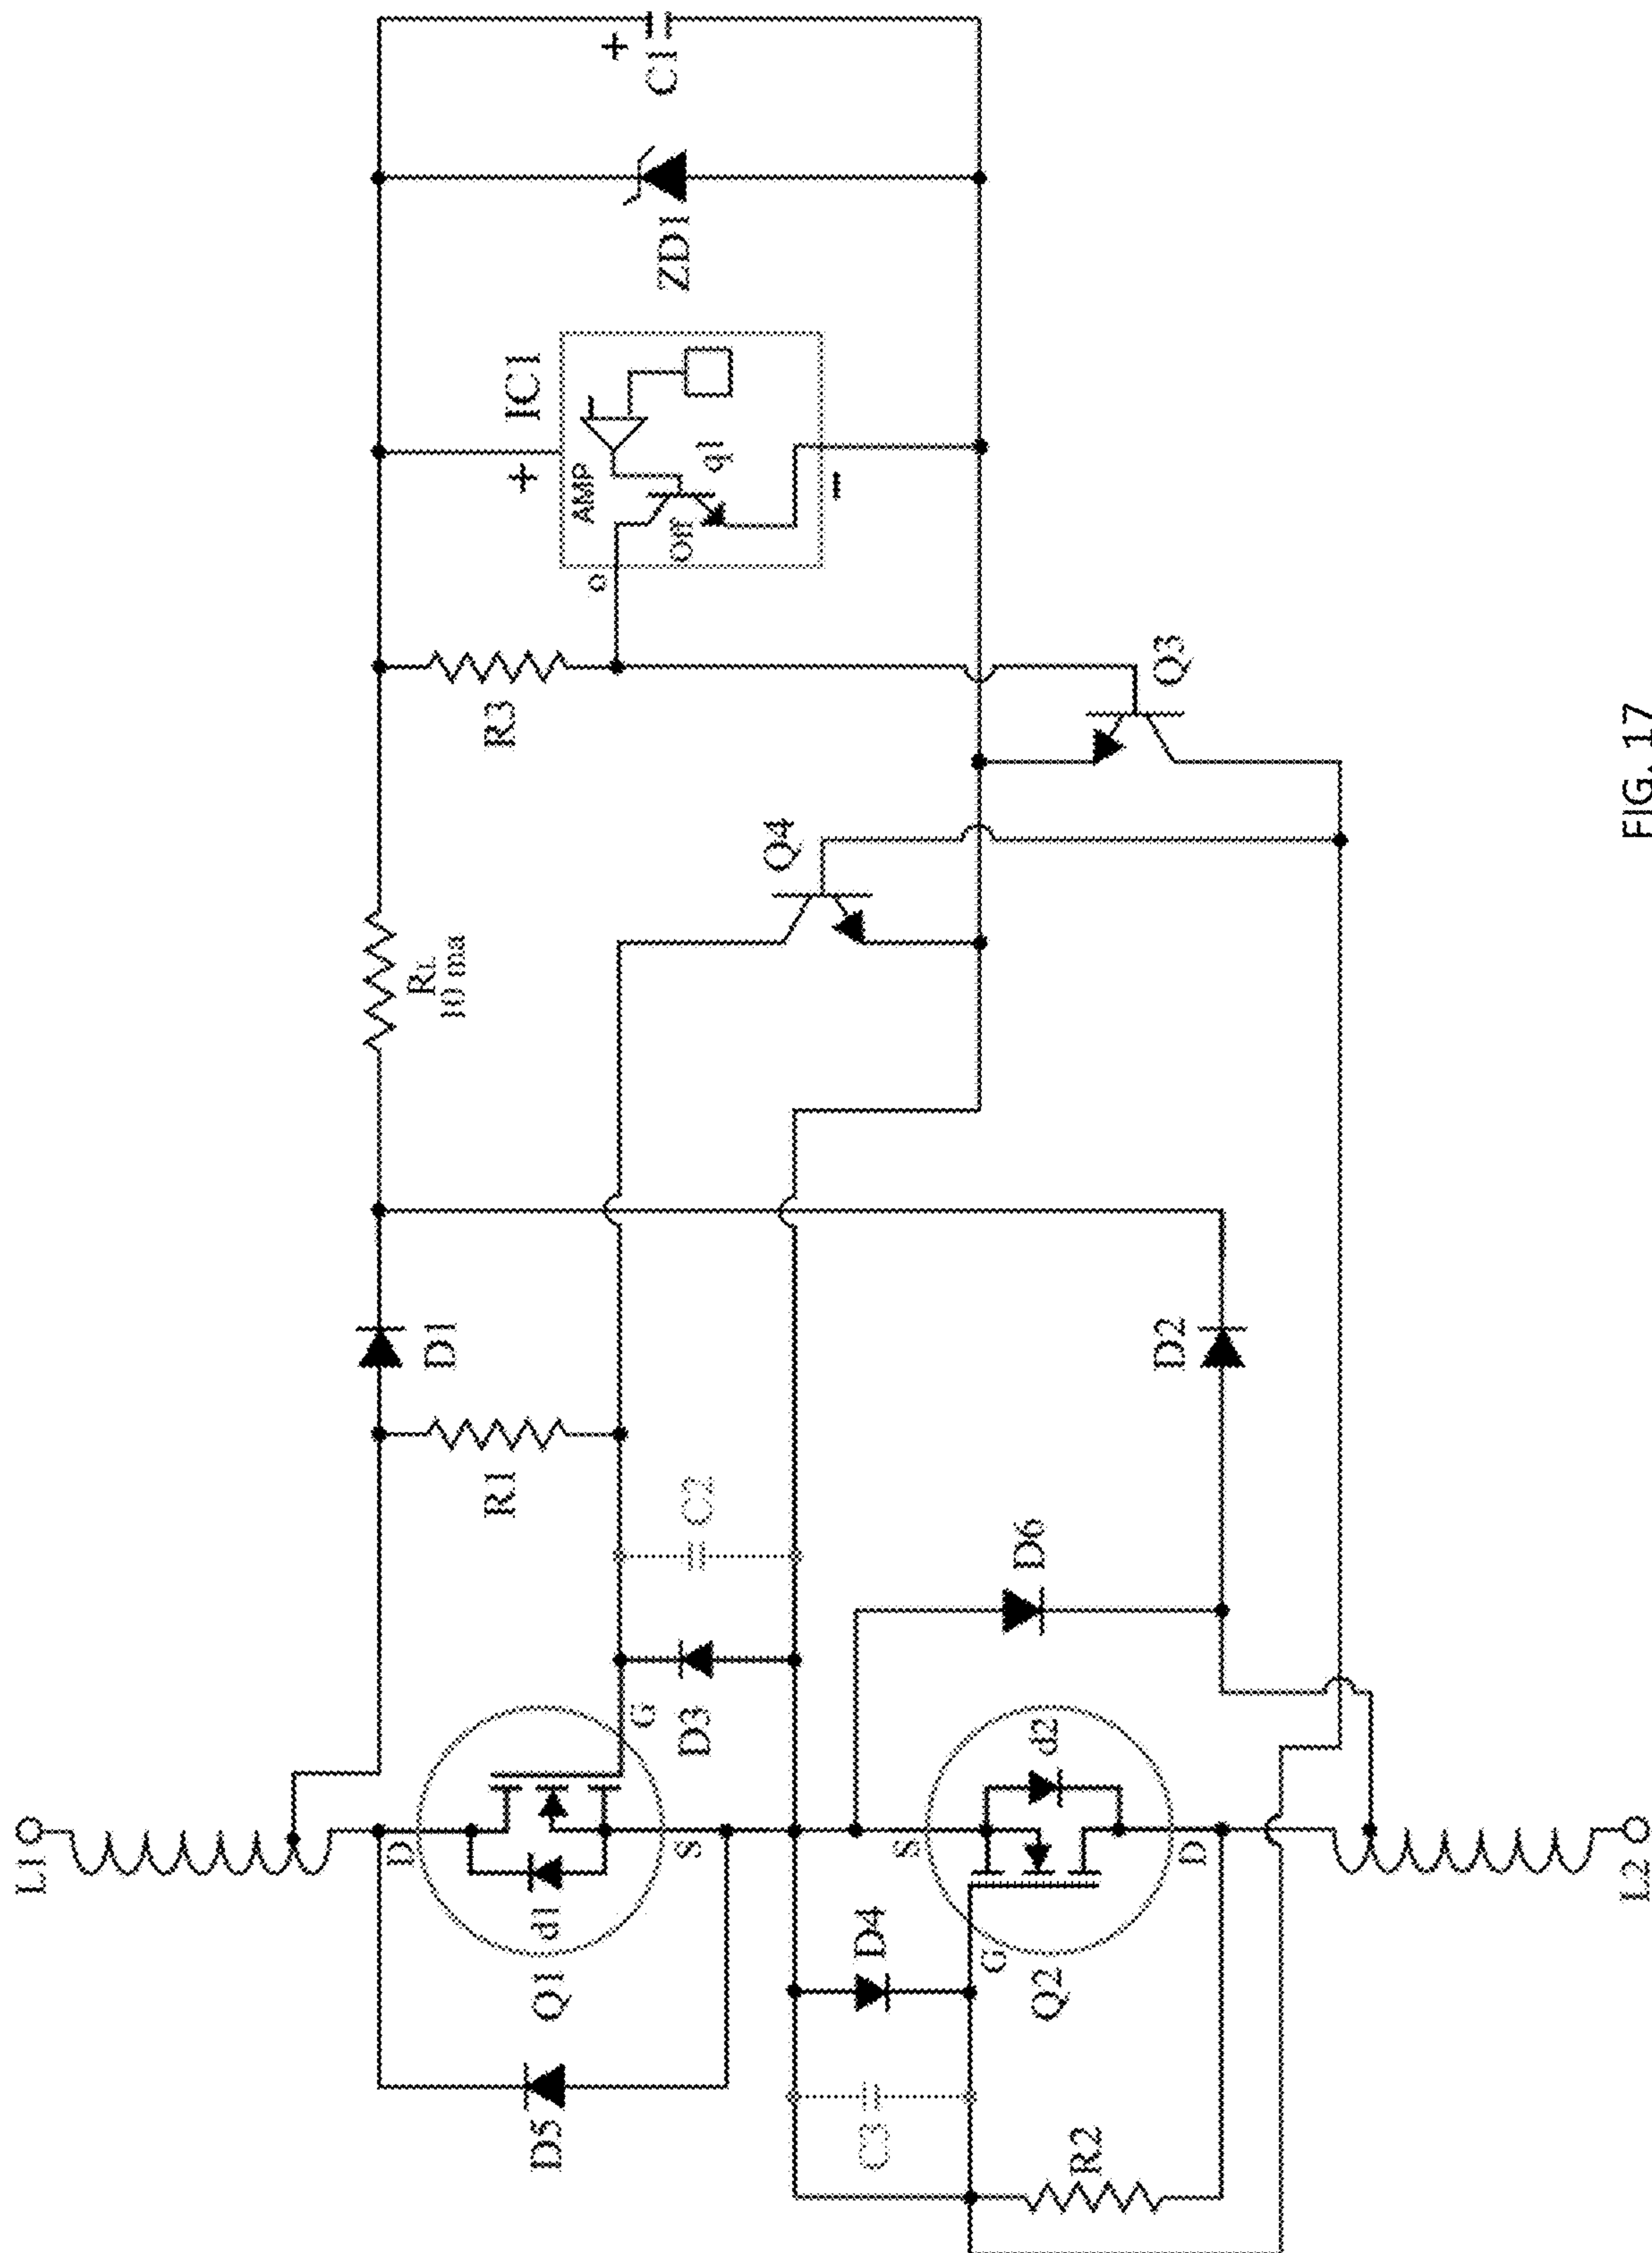 L1
D1
RL
10 ma
R3
+
IC1
AMP
q1
Off
o
-
ZD1
+
C1
R1
D5
Q1
d1
D
G
S
D3
C2
Q4
Q3
C3
D4
D6
D2
R2
Q2
G
S
d2
D
L2
FIG. 17